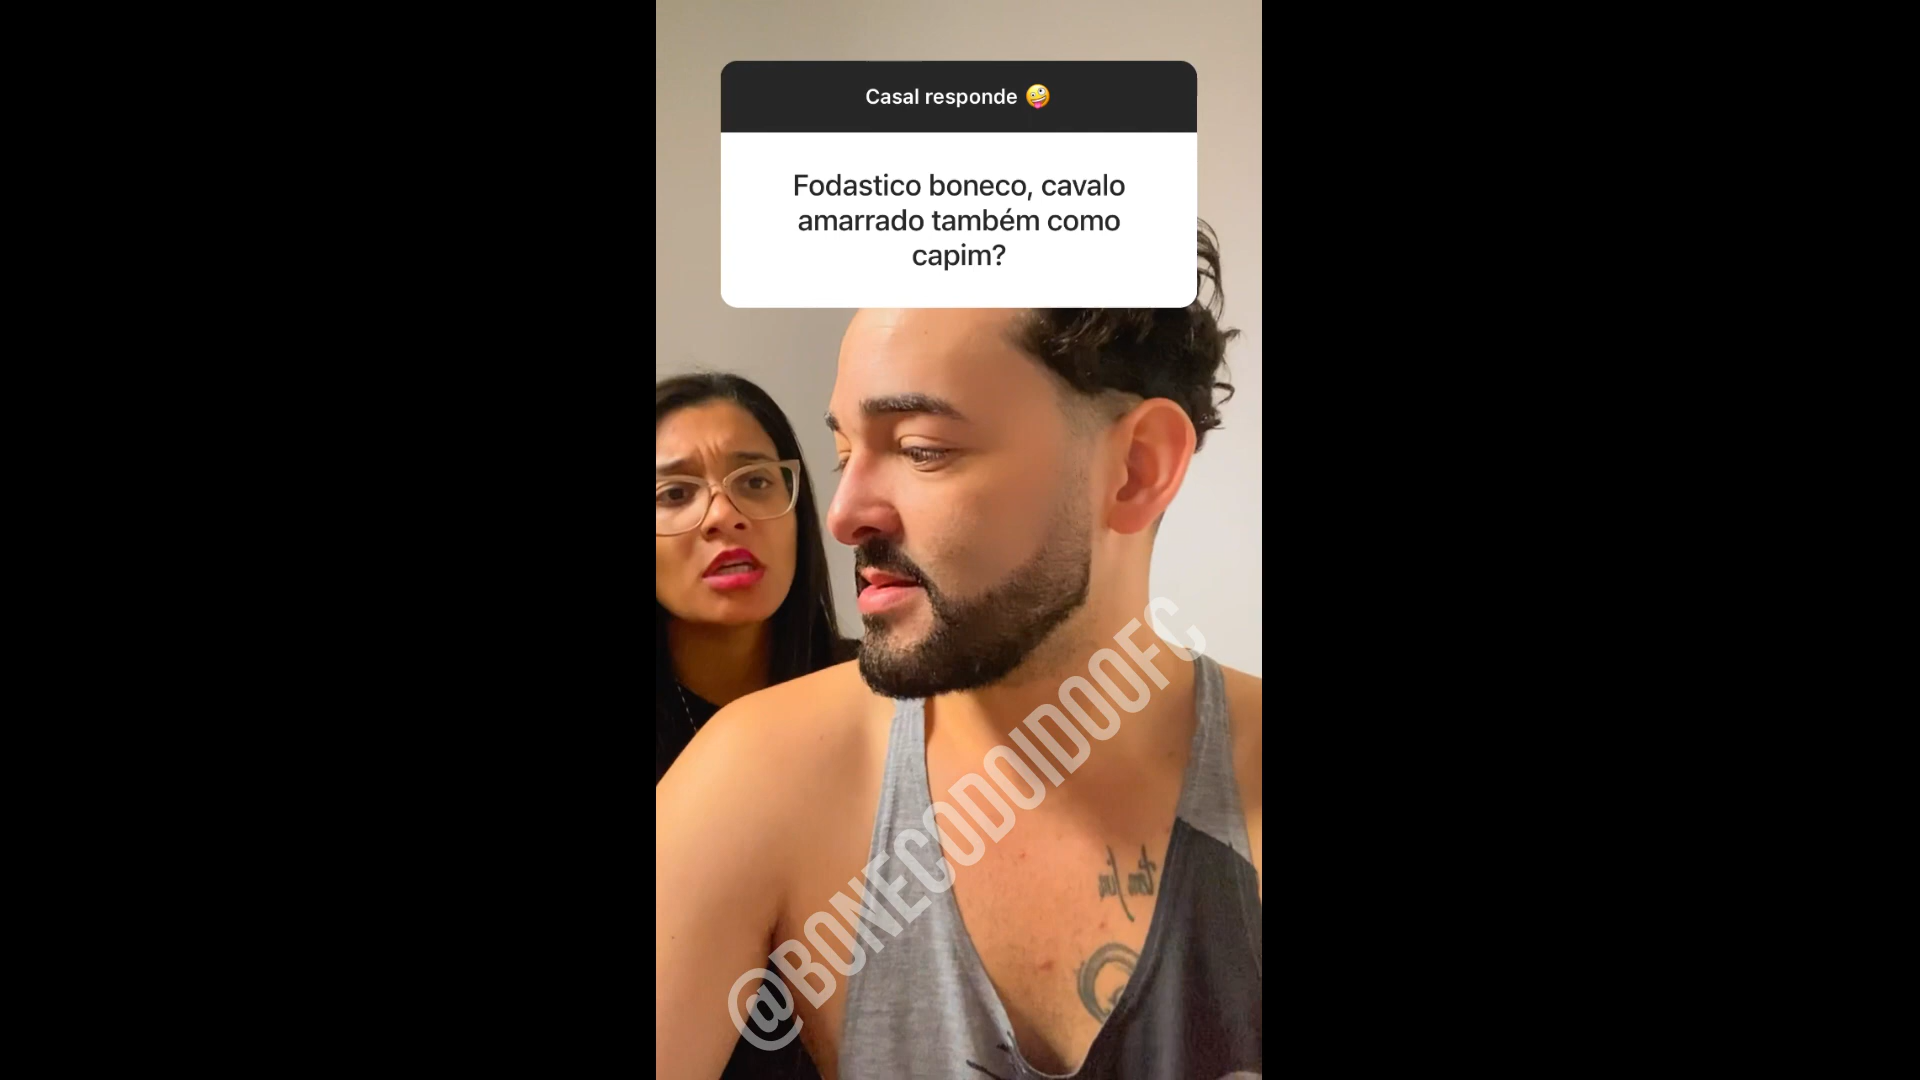 Casal responde 🤪
Fodastico boneco, cavalo
amarrado também como
capim?
@BONECODOIDOOFC